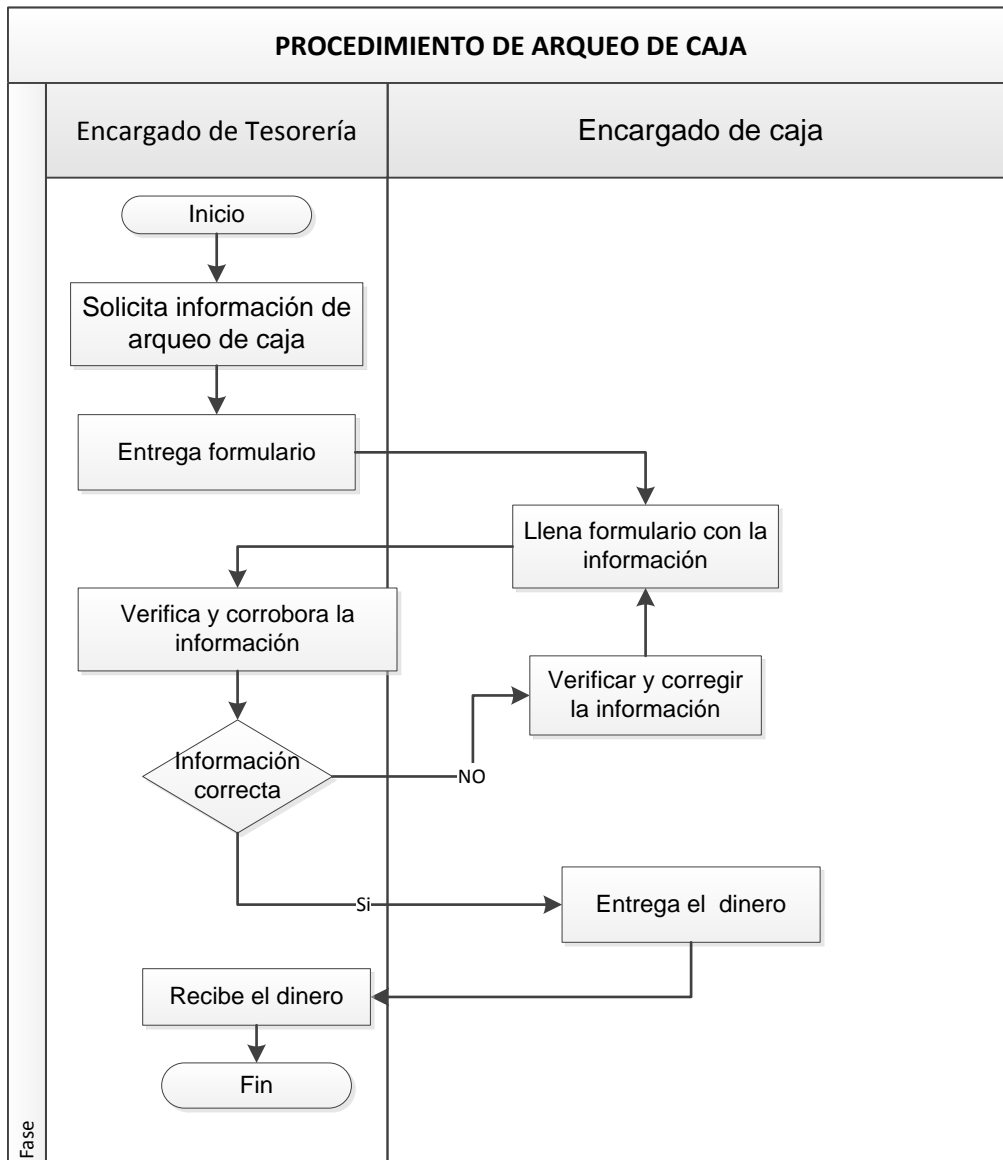 PROCEDIMIENTO DE ARQUEO DE CAJA
Encargado de Tesorería
Encargado de caja
Inicio
Solicita información de
arqueo de caja
Entrega formulario
Llena formulario con la
información
Verifica y corrobora la
información
Verificar y corregir
la información
Información
correcta
NO
Si
Entrega el dinero
Recibe el dinero
Fin
Fase